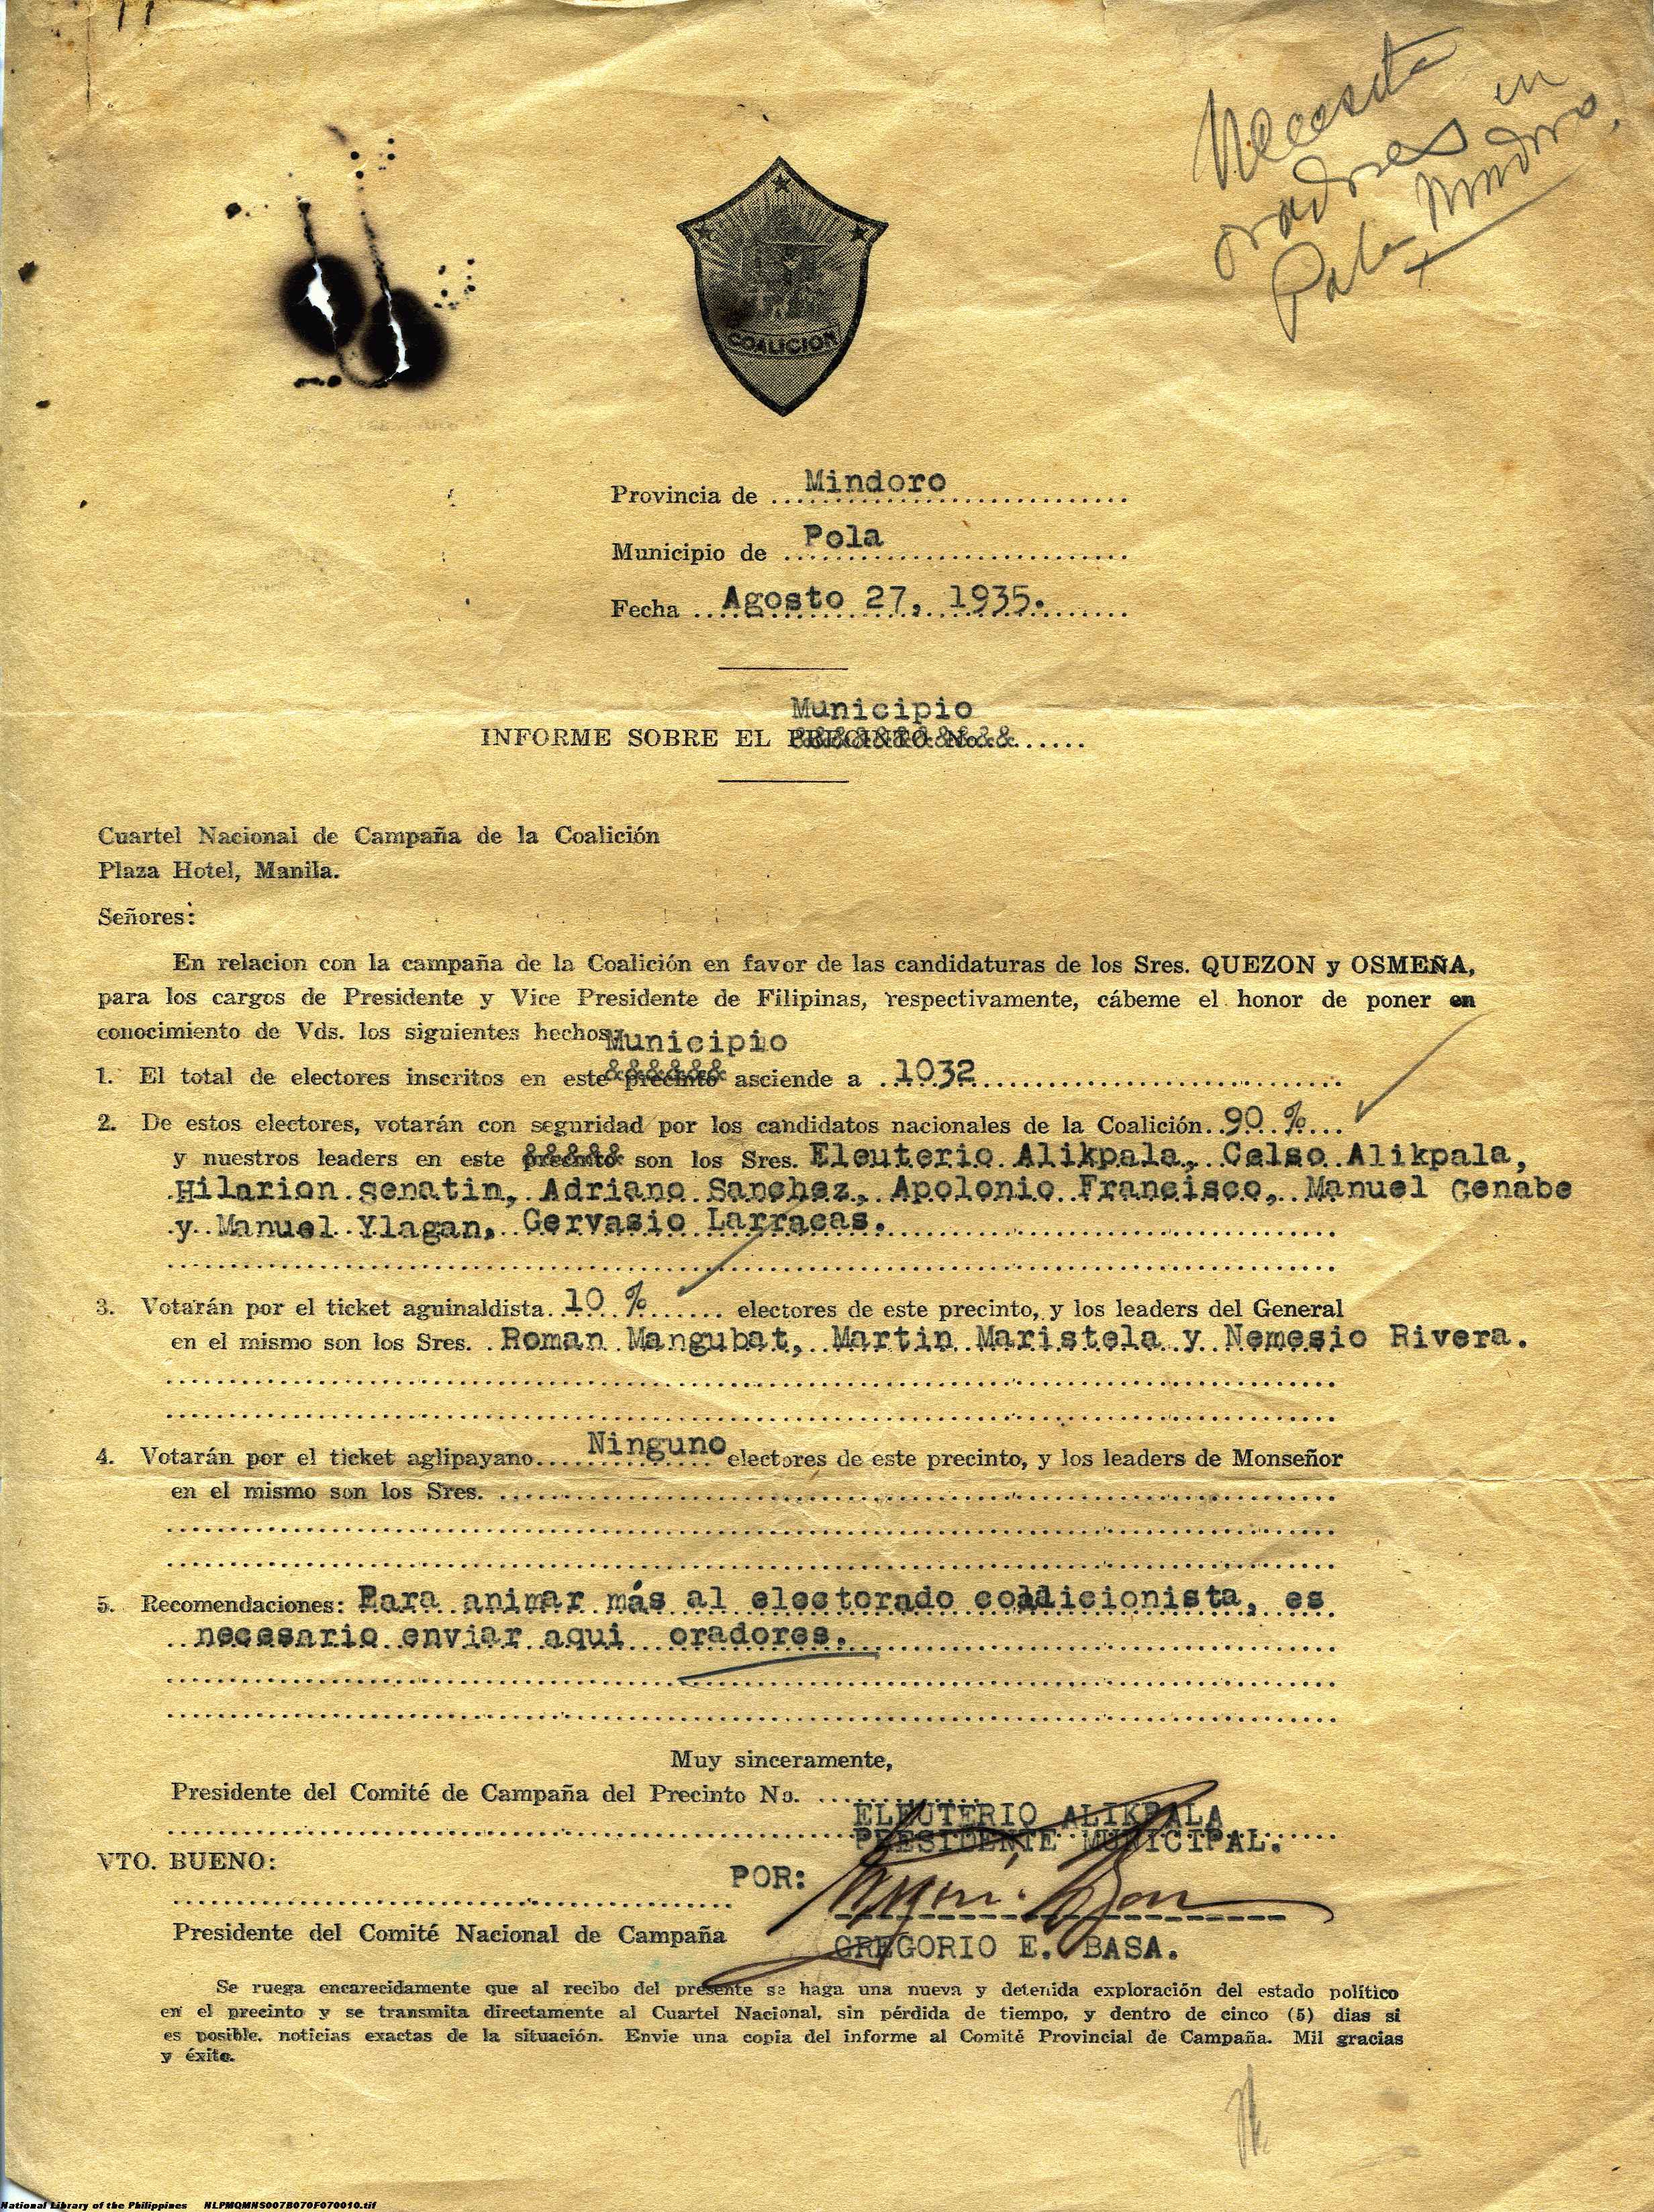 Necesita
oradores en
Pola Mindoro.
COALICION
Provincia de Mindoro
Municipio de Pola
Fecha Agosto 27, 1935.
Municipio
INFORME SOBRE EL PRECINTO No.
Cuartel Nacional de Campaña de la Coalición
Plaza Hotel, Manila.
Señores:
En relacion con la campaña de la Coalición en favor de las candidaturas de los Sres. QUEZON y OSMEÑA,
para los cargos de Presidente y Vice Presidente de Filipinas, respectivamente, cábeme el honor de poner en
conocimiento de Vds. los siguientes hechos
Municipio
1. El total de electores inscritos en este precinto asciende a 1032
2. De estos electores, votarán con seguridad por los candidatos nacionales de la Coalición 90 %
y nuestros leaders en este precinto son los Sres. Eleuterio Alikpala, Celso Alikpala,
Hilarion senatin, Adriano Sanchez, Apolonio Francisco, Manuel Genabe
y Manuel Ylagan, Gervasio Larracas.
3. Votarán por el ticket aguinaldista 10 % electores de este precinto, y los leaders del General
en el mismo son los Sres. Roman Mangubat, Martin Maristela y Nemesio Rivera.
4. Votarán por el ticket aglipayano Ninguno electores de este precinto, y los leaders de Monseñor
en el mismo son los Sres.
5. Recomendaciones: Para animar más al electorado coalicionista, es
necesario enviar aqui oradores.
Muy sinceramente,
Presidente del Comité de Campaña del Precinto No.
ELEUTERIO ALIKPALA
PRESIDENTE MUNICIPAL.
VTO. BUENO:
POR:
Presidente del Comité Nacional de Campaña
GREGORIO E. BASA.
Se ruega encarecidamente que al recibo del presente se haga una nueva y detenida exploración del estado político
en el precinto y se transmita directamente al Cuartel Nacional, sin pérdida de tiempo, y dentro de cinco (5) dias si
es posible, noticias exactas de la situación. Envie una copia del informe al Comité Provincial de Campaña. Mil gracias
y éxito.
National Library of the Philippines NLPMQMNS007B070F070010.tif